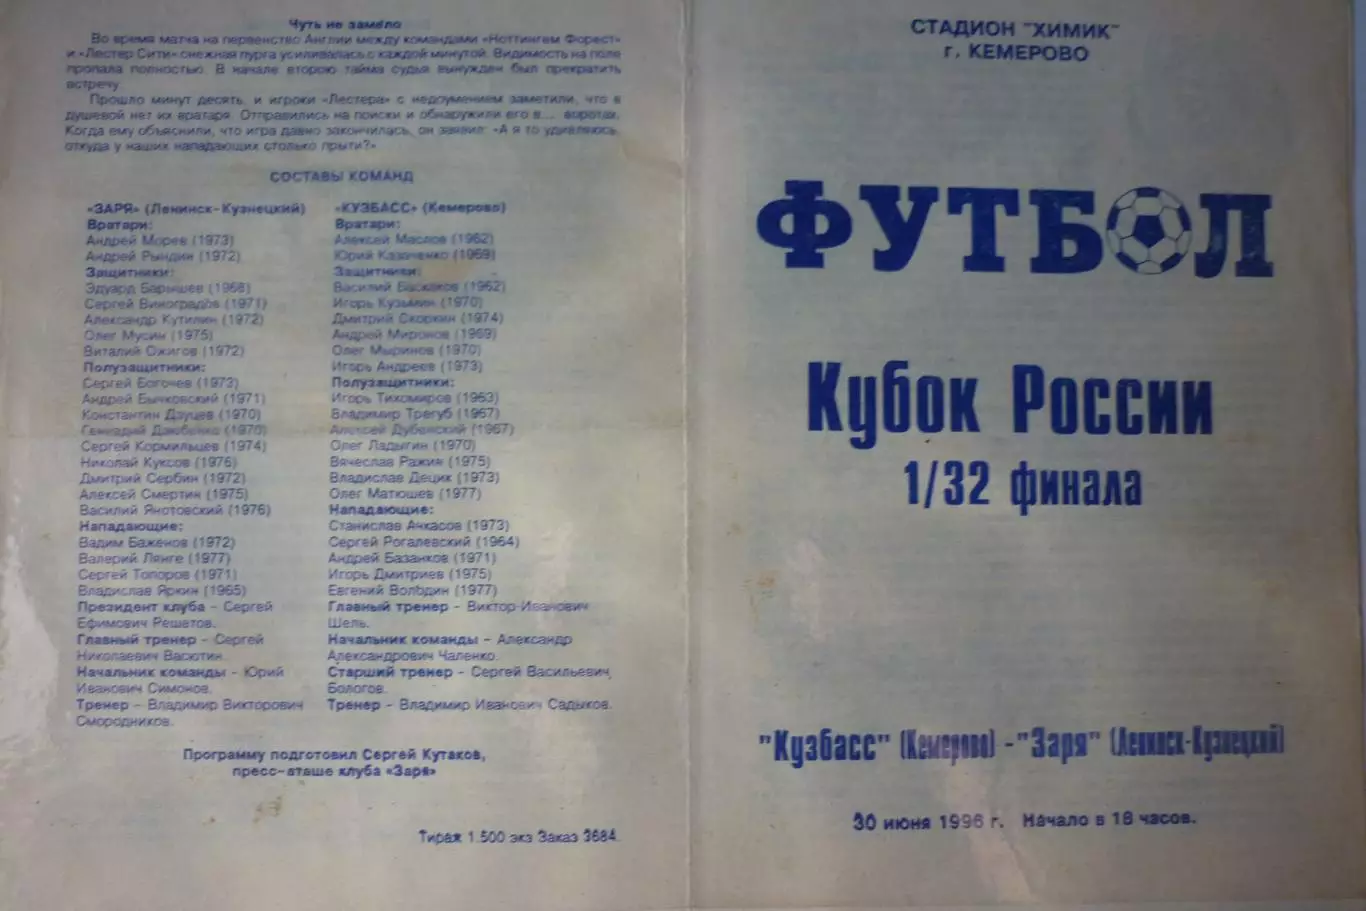 Чуть не замело
Во время матча на первенство Англии между командами «Ноттингем Форест»
и «Лестер Сити» снежная пурга усиливалась с каждой минутой. Видимость на поле
пропала полностью. В начале второю тайма судья вынужден был прекратить
встречу.
Прошло минут десять, и игроки «Лестера» с недоумением заметили, что в
душевой нет их вратаря. Отправились на поиски и обнаружили его в... воротах.
Когда ему объяснили, что игра давно закончилась, он заявил: «А я то удивляюсь,
откуда у наших нападающих столько прыти?»
СОСТАВЫ КОМАНД
«ЗАРЯ» (Ленинск-Кузнецкий)
Вратари:
Андрей Морев (1973)
Андрей Рындин (1972)
Защитники:
Эдуард Барышев (1968)
Сергей Виноградов (1971)
Александр Кутилин (1972)
Олег Мусин (1975)
Виталий Ожигов (1972)
Полузащитники:
Сергей Богочев (1973)
Андрей Бычковский (1971)
Константин Дзуцев (1970)
Геннадий (1970)
Сергей Кормильцев (1974)
Николай Куксов (1976)
Дмитрий Сербин (1972)
Алексей Смертин (1975)
Василий Янотовский (1976)
Нападающие:
Вадим Баженов (1972)
Валерий Лянге (1977)
Сергей Топоров (1971)
Владислав Яркин (1965)
Президент клуба - Сергей
Ефимович Решетов.
Главный тренер - Сергей
Николаевич Васютин.
Начальник команды - Юрий
Иванович Симонов.
Тренер - Владимир Викторович
Смородников.
«КУЗБАСС» (Кемерово)
Вратари:
Алексей Маслов (1962)
Юрий Казаченко (1969)
Защитники:
Василий Баскаков (1962)
Игорь Кузьмин (1970)
Дмитрий Скоркин (1974)
Андрей Миронов (1969)
Олег Мыринов (1970)
Игорь Андреев (1973)
Полузащитники:
Игорь Тихомиров (1963)
Владимир Трегуб (1967)
Алексей Дубенский (1967)
Олег Ладыгин (1970)
Вячеслав Ражин (1975)
Владислав Децик (1973)
Олег Матюшев (1977)
Нападающие:
Станислав Ачкасов (1973)
Сергей Рогалевский (1964)
Андрей Базанков (1971)
Игорь Дмитриев (1975)
Евгений Володин (1977)
Главный тренер - Виктор Иванович
Шель.
Начальник команды - Александр
Александрович Чаленко.
Старший тренер - Сергей Васильевич
Бологов.
Тренер - Владимир Иванович Садыков.
Программу подготовил Сергей Кутаков,
пресс-аташе клуба «Заря»
Тираж 1.500 экз Заказ 3684.
СТАДИОН "ХИМИК"
г. КЕМЕРОВО
ФУТБОЛ
Кубок России
1/32 финала
"Кузбасс" (Кемерово) - "Заря" (Ленинск-Кузнецкий)
30 июня 1996 г. Начало в 18 часов.